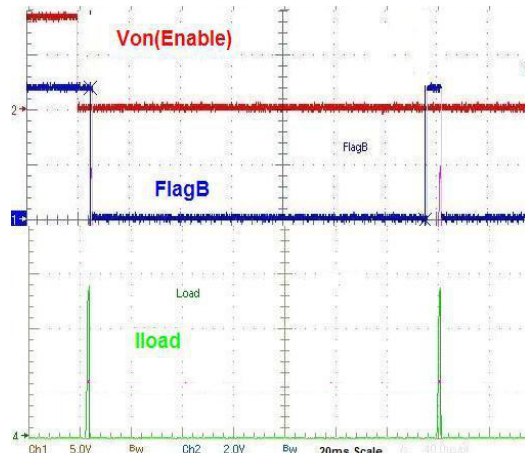 Von(Enable)
2
FlagB
FlagB
1
Load
Iload
4
Ch1 5.0V Bw Ch2 2.0V Bw 20ms Scale